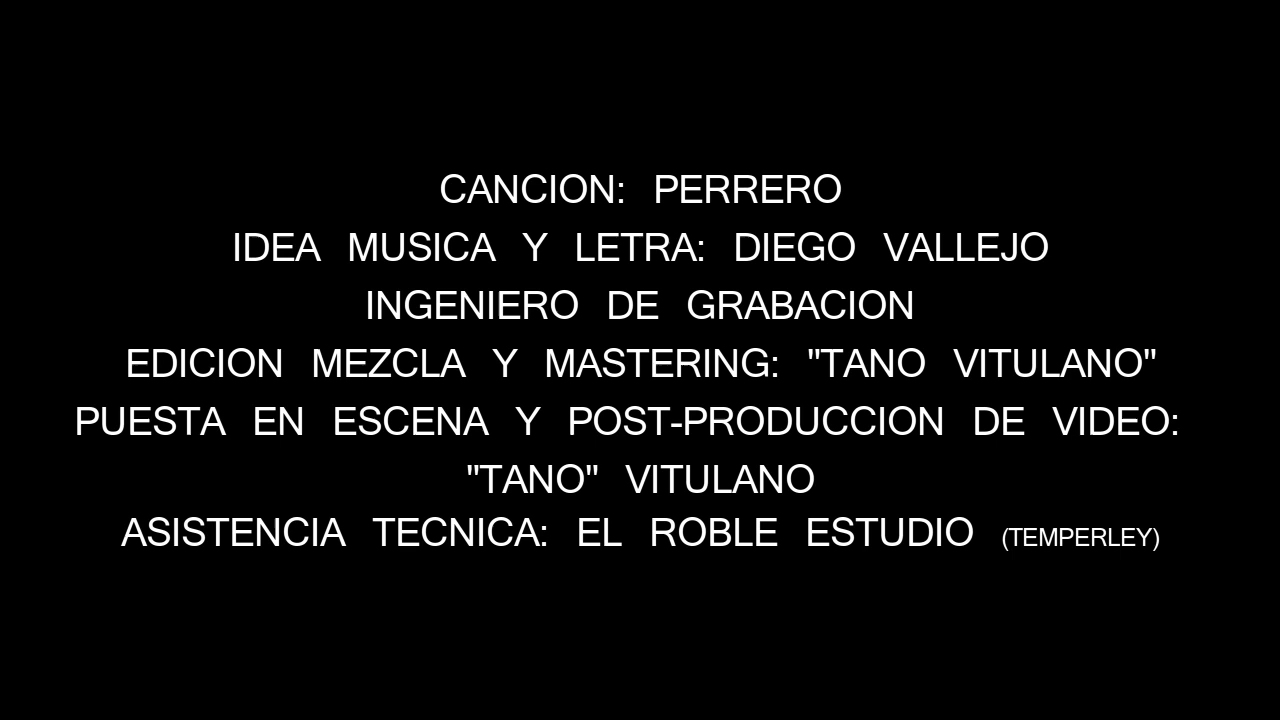 CANCION: PERRERO
IDEA MUSICA Y LETRA: DIEGO VALLEJO
INGENIERO DE GRABACION
EDICION MEZCLA Y MASTERING: "TANO VITULANO"
PUESTA EN ESCENA Y POST-PRODUCCION DE VIDEO:
"TANO" VITULANO
ASISTENCIA TECNICA: EL ROBLE ESTUDIO (TEMPERLEY)